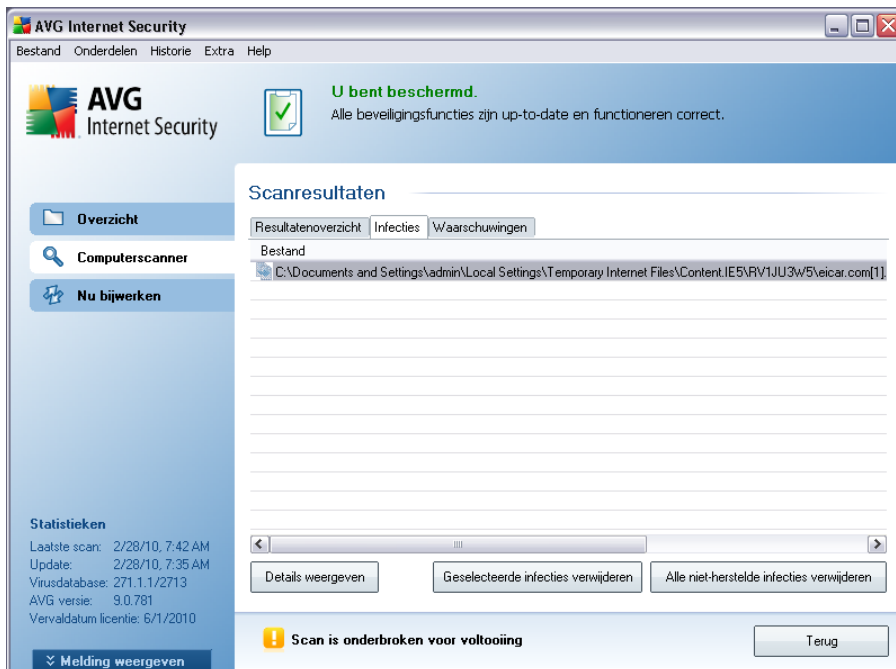 AVG Internet Security
Bestand Onderdelen Historie Extra Help
AVG
Internet Security
U bent beschermd.
Alle beveiligingsfuncties zijn up-to-date en functioneren correct.
Overzicht
Computerscanner
Nu bijwerken
Scanresultaten
Resultatenoverzicht Infecties Waarschuwingen
Bestand
C:\Documents and Settings\admin\Local Settings\Temporary Internet Files\Content.IE5\RV1JU3W5\eicar.com[1].
Details weergeven Geselecteerde infecties verwijderen Alle niet-herstelde infecties verwijderen
Statistieken
Laatste scan: 2/28/10, 7:42 AM
Update: 2/28/10, 7:35 AM
Virusdatabase: 271.1.1/2713
AVG versie: 9.0.781
Vervaldatum licentie: 6/1/2010
Melding weergeven
Scan is onderbroken voor voltooiing
Terug